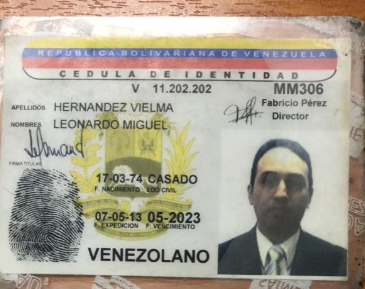 REPUBLICA BOLIVARIANA DE VENEZUELA
CEDULA DE IDENTIDAD
V 11.202.202 MM306
APELLIDOS HERNANDEZ VIELMA Fabricio Pérez
NOMBRES LEONARDO MIGUEL Director
FIRMA TITULAR
17-03-74 CASADO
F. NACIMIENTO EDO CIVIL
07-05-13 05-2023
F. EXPEDICION F. VENCIMIENTO
VENEZOLANO